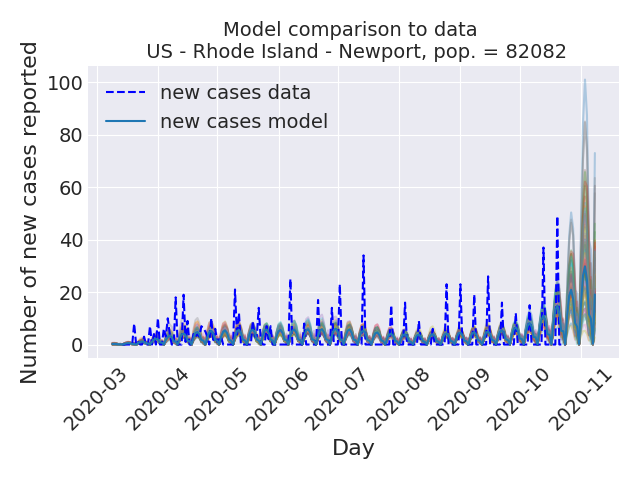 Model comparison to data
US - Rhode Island - Newport, pop. = 82082
Number of new cases reported
100
80
60
40
20
0
new cases data
new cases model
2020-03
2020-04
2020-05
2020-06
2020-07
2020-08
2020-09
2020-10
2020-11
Day